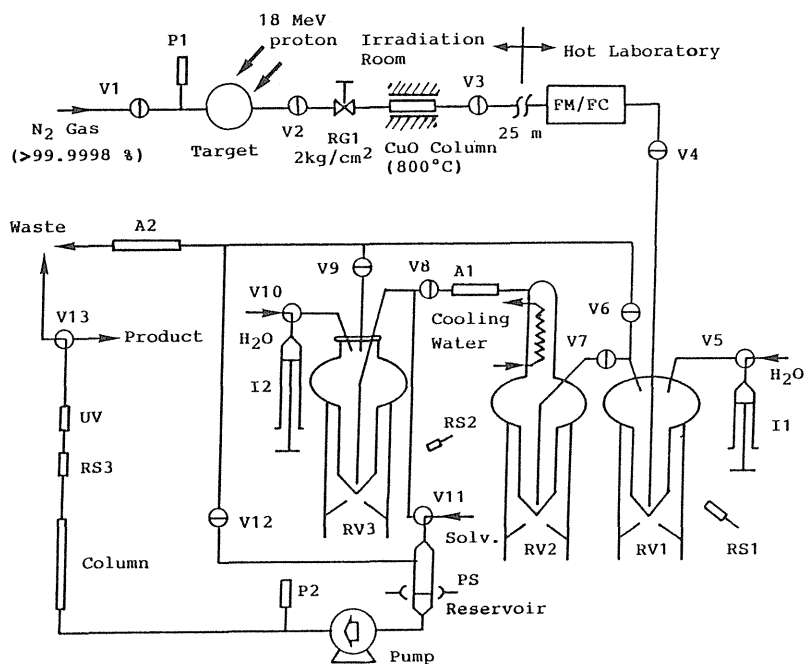 18 MeV
proton
Irradiation
Room
Hot Laboratory
P1
V1
V3
FM/FC
N2 Gas
(>99.9998 %)
Target
V2
RG1
2kg/cm2
CuO Column
(800°C)
25 m
V4
Waste
A2
V9
V8
A1
V10
V6
V13
Product
H2O
Cooling
Water
V7
V5
H2O
I2
I1
UV
RS2
RS3
V12
V11
RV3
Solv.
RV2
RV1
RS1
Column
P2
PS
Reservoir
Pump